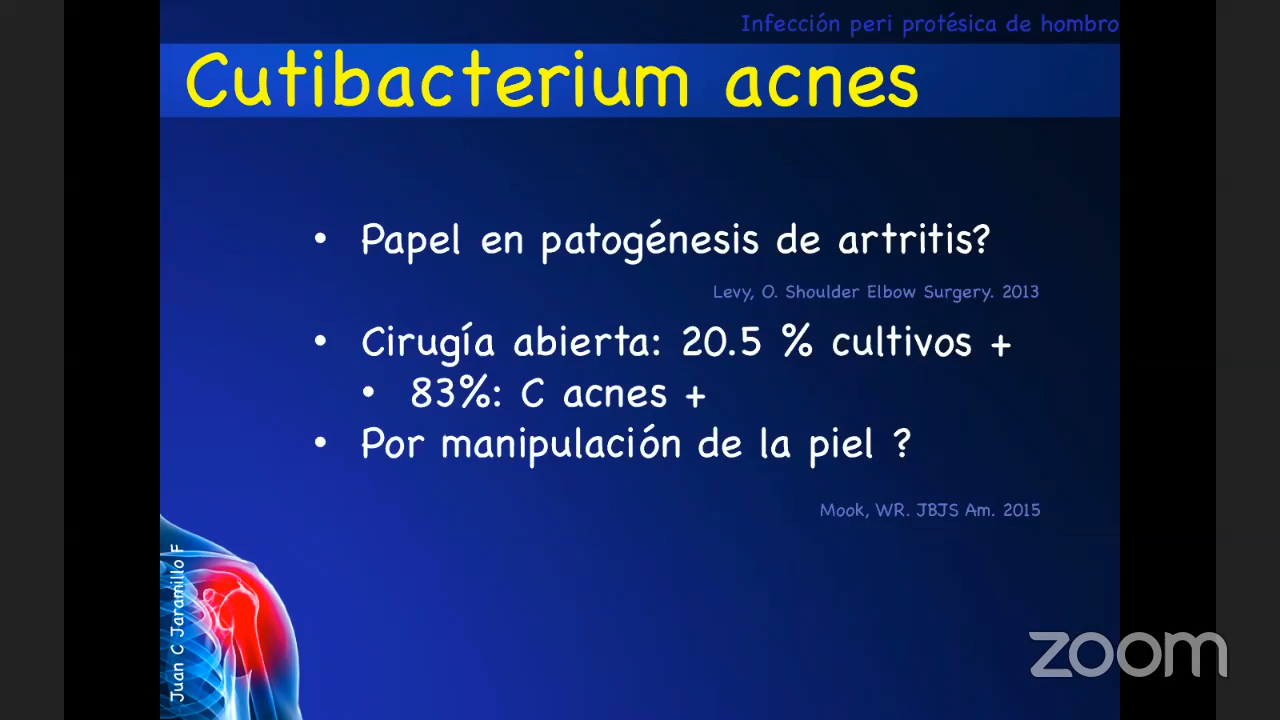 Infección peri protésica de hombro
Cutibacterium acnes
• Papel en patogénesis de artritis?
Levy, O. Shoulder Elbow Surgery. 2013
• Cirugía abierta: 20.5 % cultivos +
• 83%: C acnes +
• Por manipulación de la piel ?
Mook, WR. JBJS Am. 2015
Juan C Jaramillo F
zoom